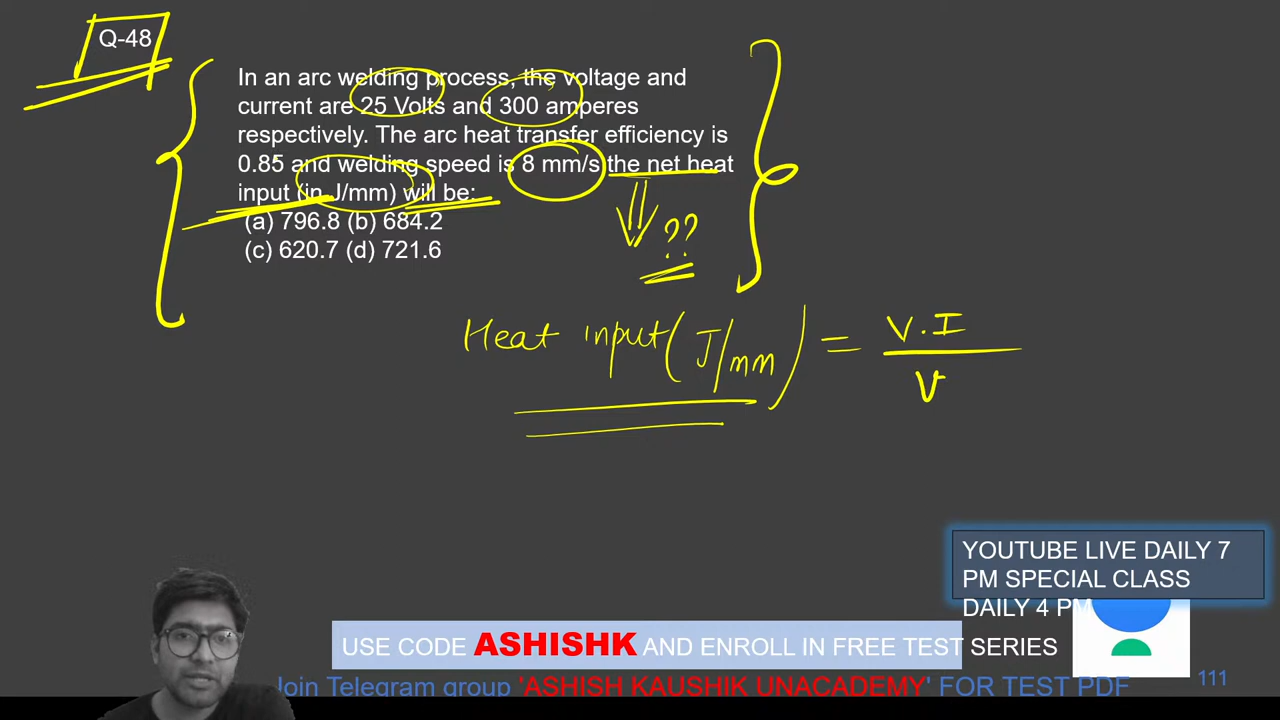 Q-48
In an arc welding process, the voltage and
current are 25 Volts and 300 amperes
respectively. The arc heat transfer efficiency is
0.85 and welding speed is 8 mm/s the net heat
input (in J/mm) will be:
(a) 796.8 (b) 684.2
(c) 620.7 (d) 721.6
??
Heat input (J/mm) = V.I
v
YOUTUBE LIVE DAILY 7
PM SPECIAL CLASS
DAILY 4 PM
USE CODE ASHISHK AND ENROLL IN FREE TEST SERIES
Join Telegram group 'ASHISH KAUSHIK UNACADEMY' FOR TEST PDF
111